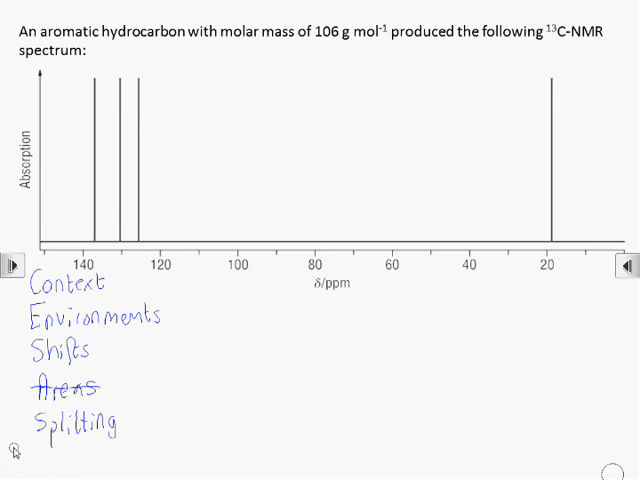 An aromatic hydrocarbon with molar mass of 106 g mol⁻¹ produced the following ¹³C-NMR
spectrum:
Absorption
140 120 100 80 60 40 20
δ/ppm
Context
Environments
Shifts
Areas
Splitting